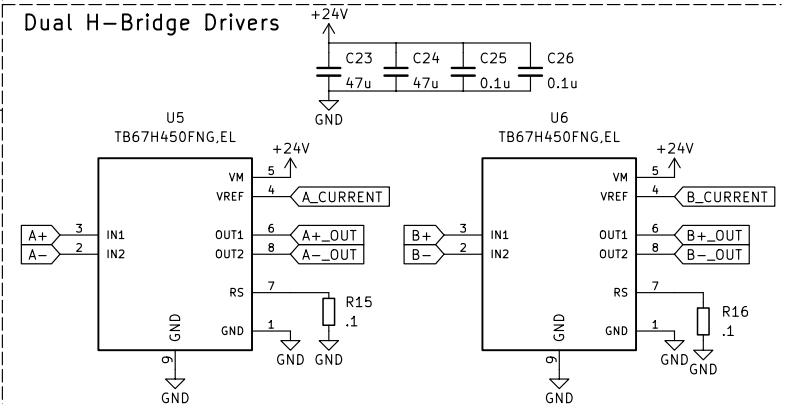 Dual H-Bridge Drivers
+24V
C23
47u
C24
47u
C25
0.1u
C26
0.1u
GND
U5
TB67H450FNG,EL
+24V
VM 5
VREF 4 A_CURRENT
A+ 3 IN1 OUT1 6 A+_OUT
A- 2 IN2 OUT2 8 A-_OUT
RS 7
R15
.1
GND 1
GND
9
GND
GND
GND
U6
TB67H450FNG,EL
+24V
VM 5
VREF 4 B_CURRENT
B+ 3 IN1 OUT1 6 B+_OUT
B- 2 IN2 OUT2 8 B-_OUT
RS 7
R16
.1
GND 1
GND
9
GND
GND
GND